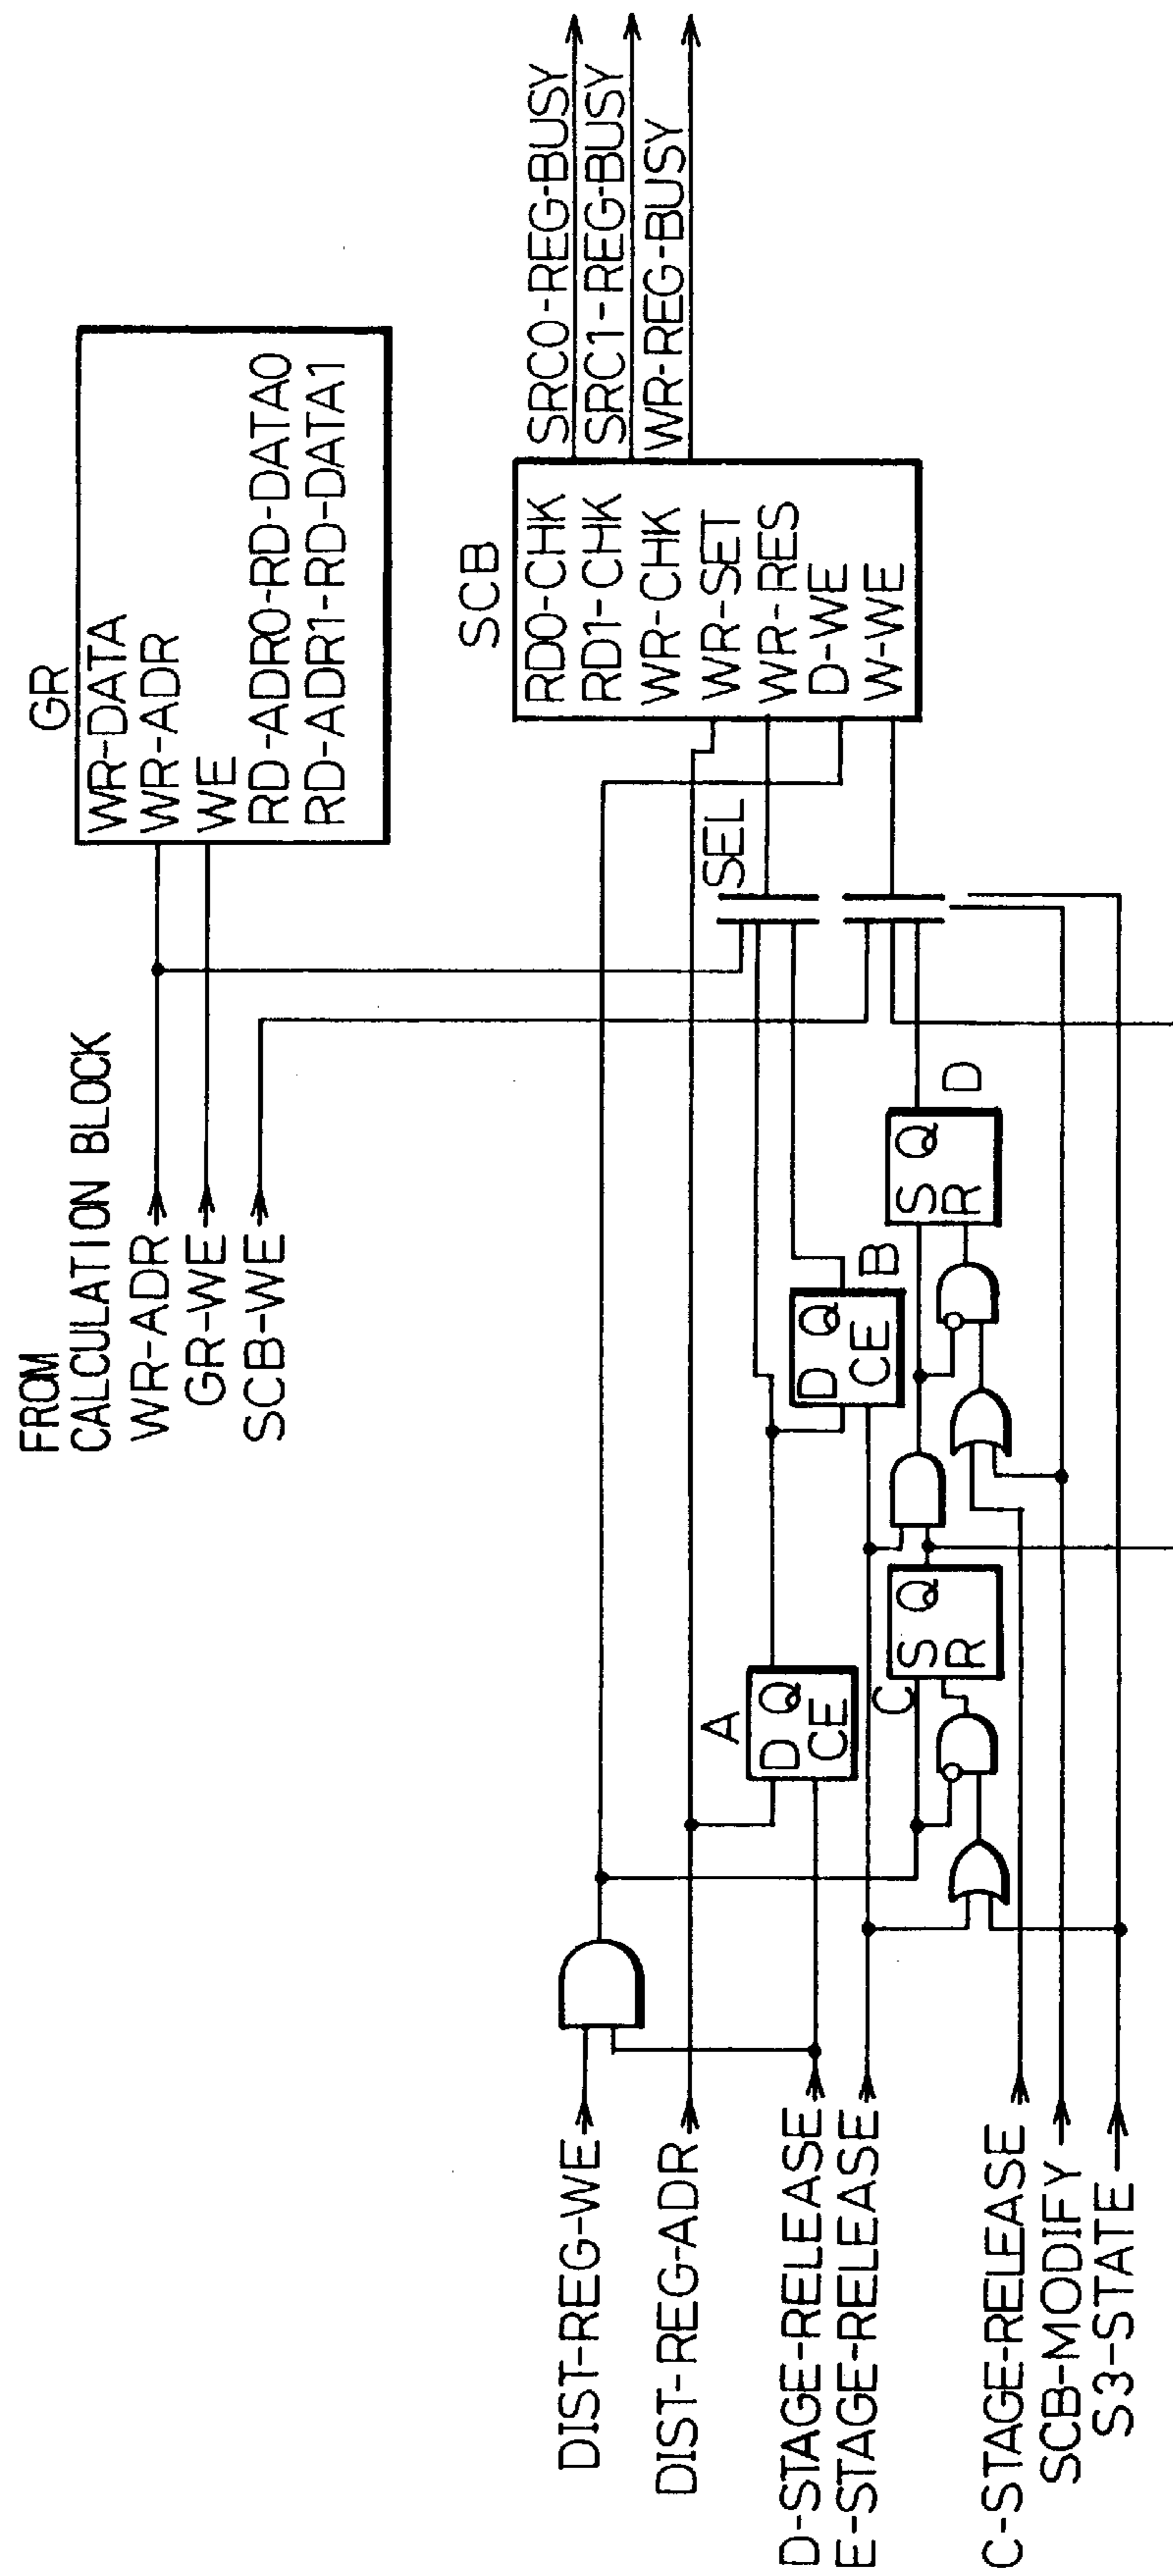 FROM
CALCULATION BLOCK
WR-ADR
GR-WE
SCB-WE
GR
WR-DATA
WR-ADR
WE
RD-ADR0-RD-DATA0
RD-ADR1-RD-DATA1
SCB
RD0-CHK
RD1-CHK
WR-CHK
WR-SET
WR-RES
D-WE
W-WE
SRC0-REG-BUSY
SRC1-REG-BUSY
WR-REG-BUSY
SEL
DIST-REG-WE
DIST-REG-ADR
D-STAGE-RELEASE
E-STAGE-RELEASE
C-STAGE-RELEASE
SCB-MODIFY
S3-STATE
A
D Q
CE
B
D Q
CE
C
S Q
R
D
S Q
R